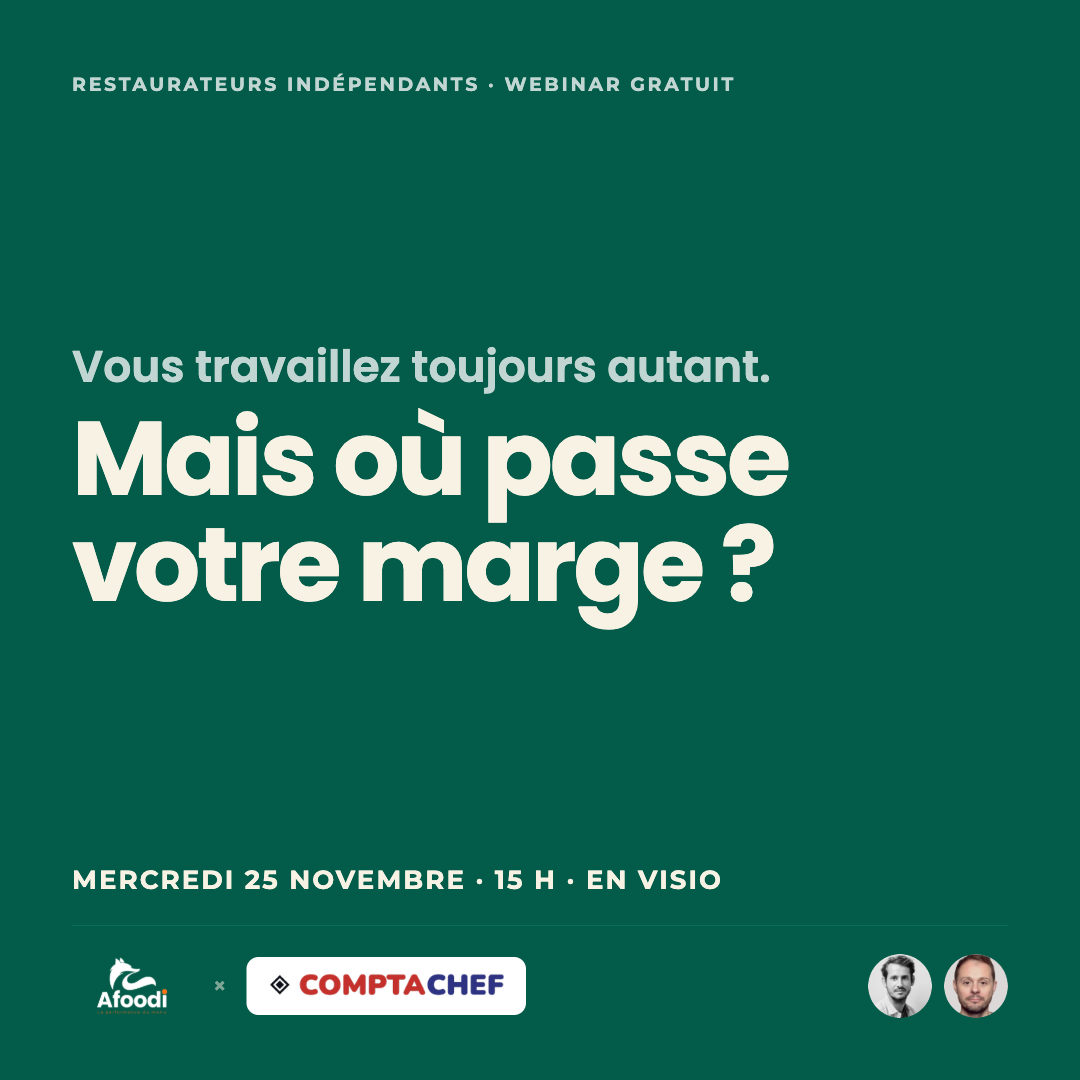 RESTAURATEURS INDÉPENDANTS · WEBINAR GRATUIT
Vous travaillez toujours autant.
Mais où passe
votre marge ?
MERCREDI 25 NOVEMBRE · 15 H · EN VISIO
Afoodi
×
COMPTACHEF